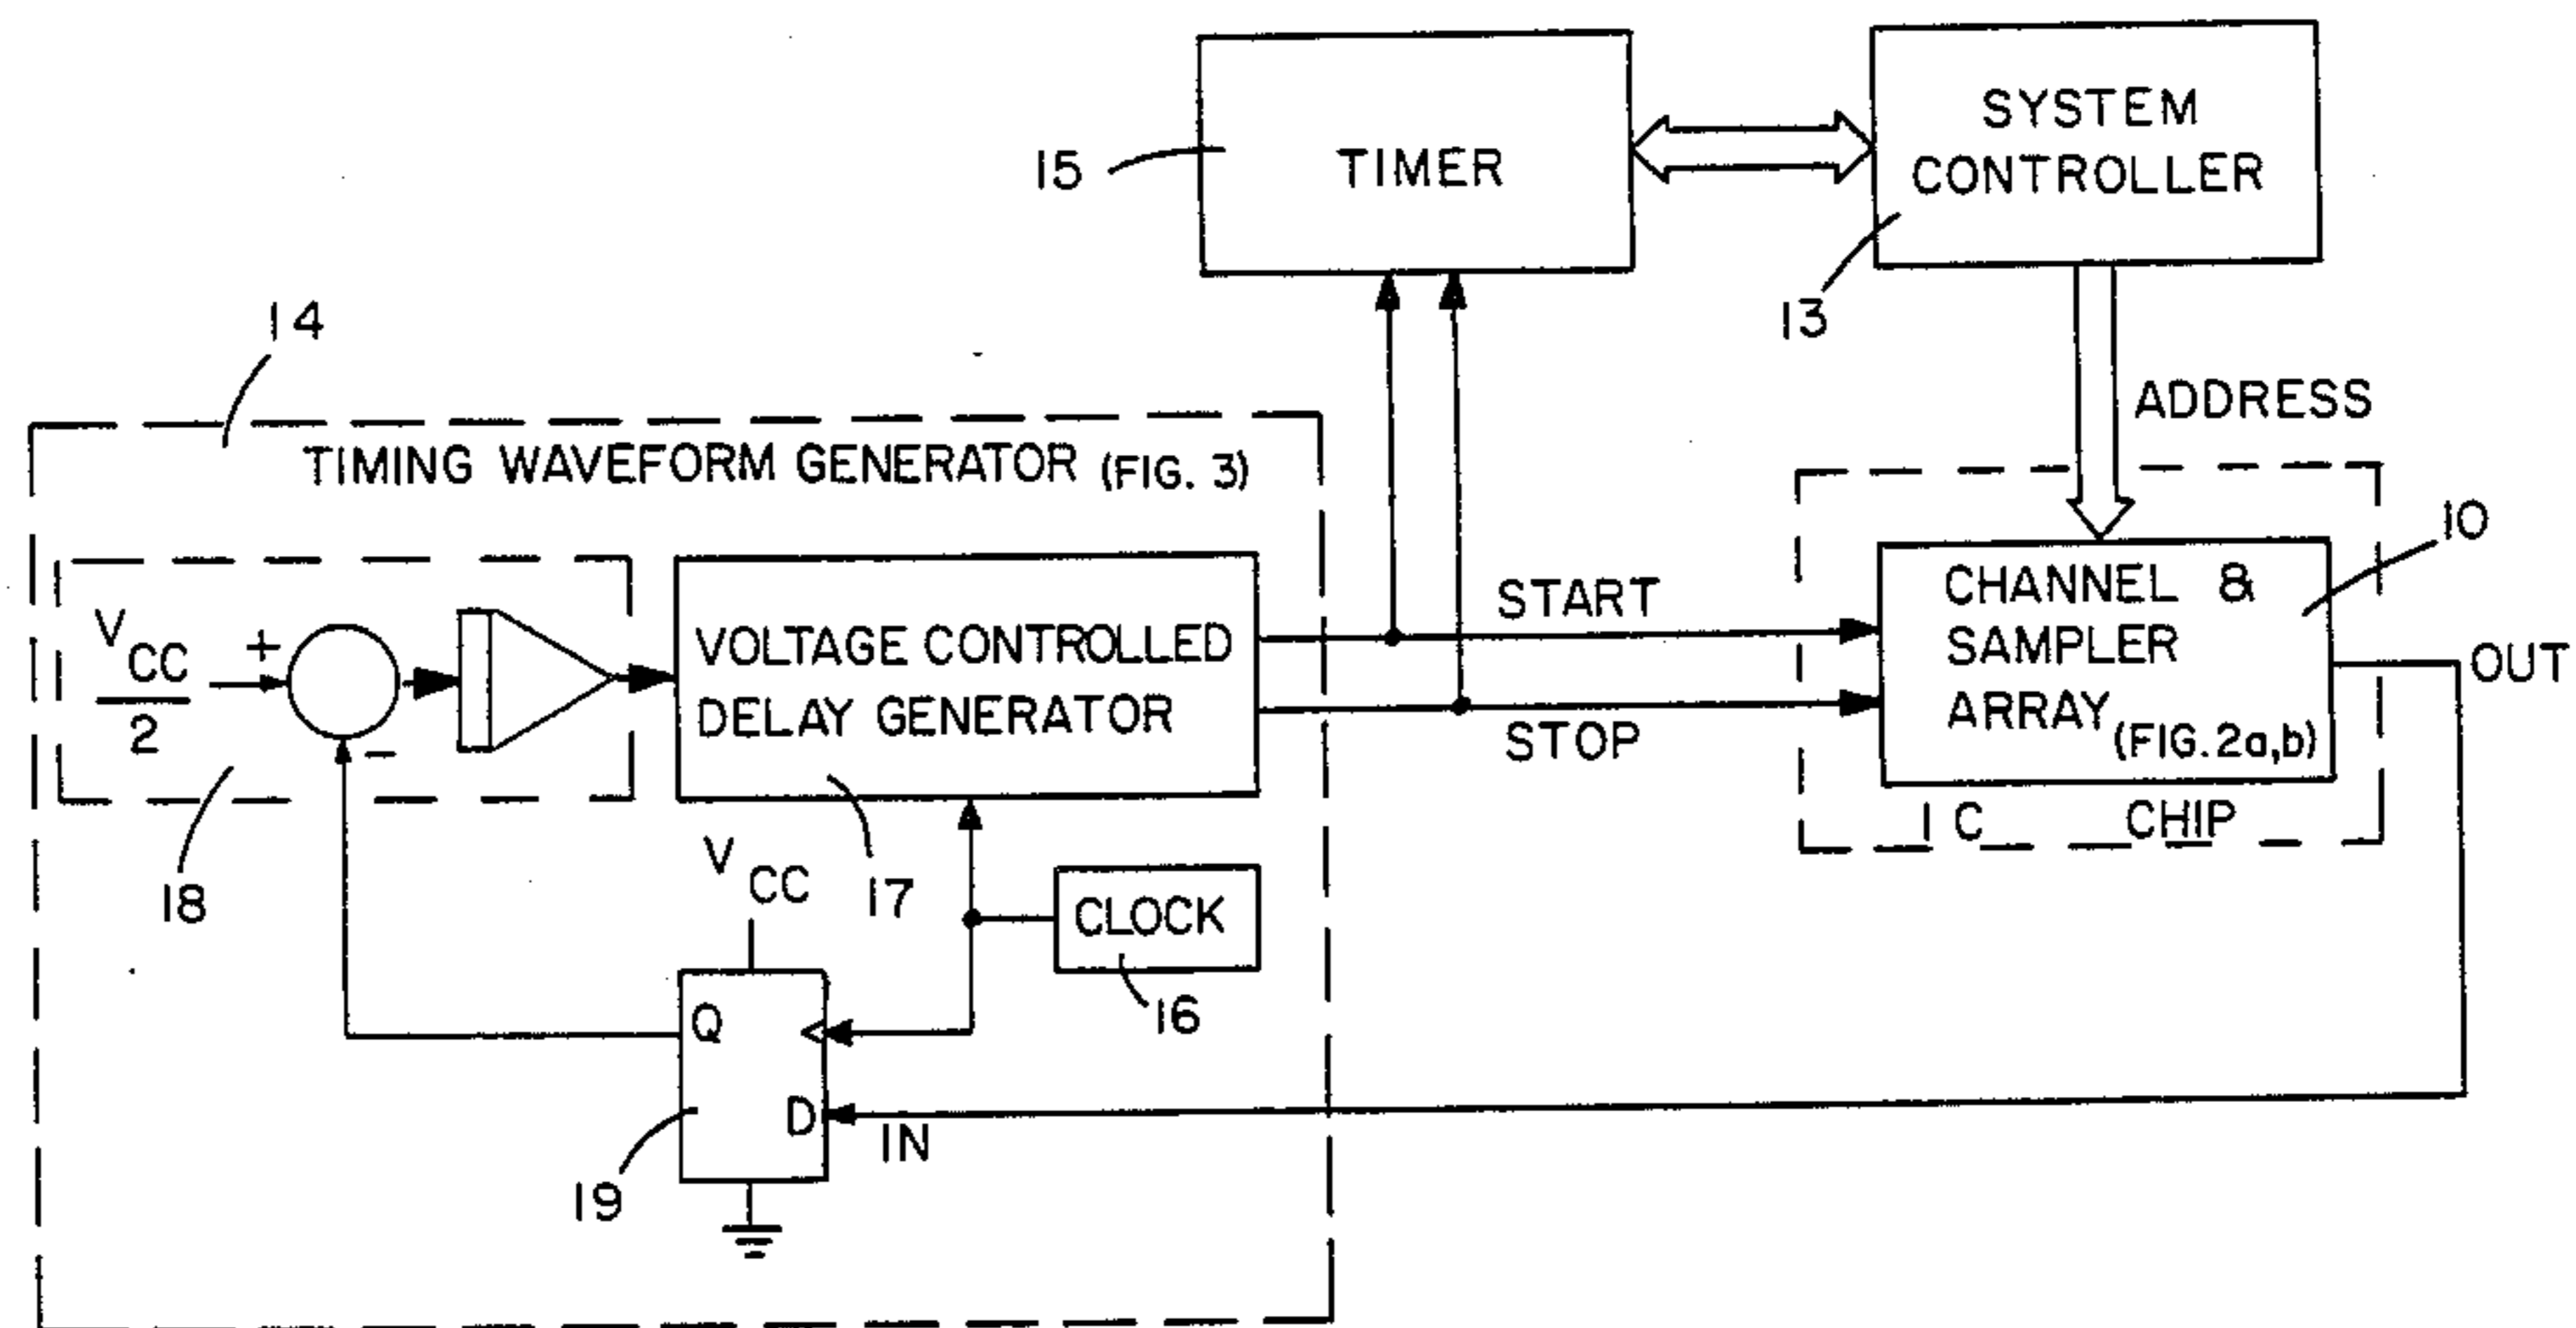 SYSTEM
CONTROLLER
TIMER
15
13
14
ADDRESS
TIMING WAVEFORM GENERATOR (FIG. 3)
10
START
CHANNEL &
SAMPLER
ARRAY (FIG. 2a,b)
OUT
VCC
2
+
-
VOLTAGE CONTROLLED
DELAY GENERATOR
STOP
IC CHIP
18
VCC
17
CLOCK
16
Q
D
IN
19